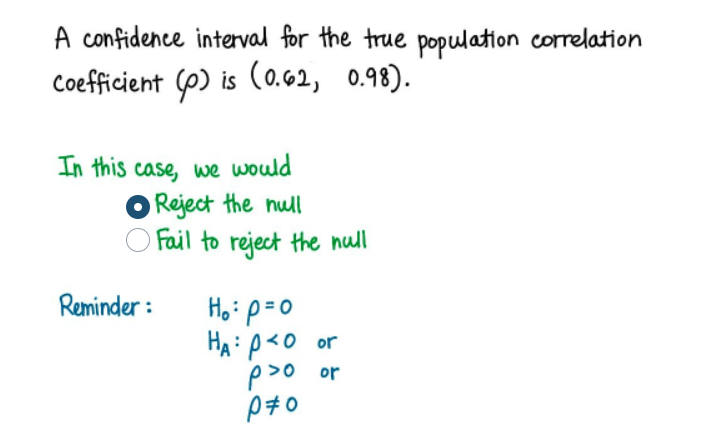 A confidence interval for the true population correlation
coefficient (ρ) is (0.62, 0.98).
In this case, we would
Reject the null
Fail to reject the null
Reminder: H₀: ρ=0
H_A: ρ<0 or
ρ>0 or
ρ≠0